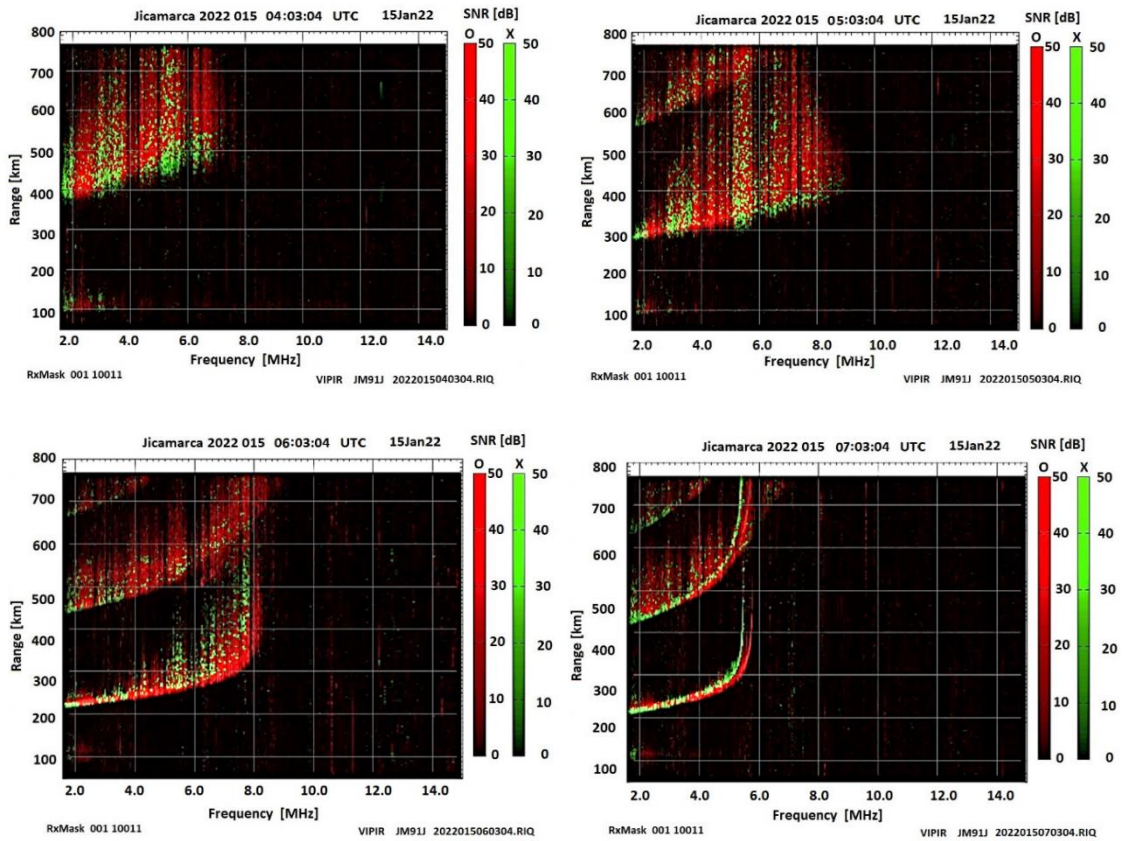 Jicamarca 2022 015 04:03:04 UTC 15Jan22 SNR [dB]
O X
800
700
600
500
400
300
200
100
Range [km]
2.0 4.0 6.0 8.0 10.0 12.0 14.0
Frequency [MHz]
50 50
40 40
30 30
20 20
10 10
0 0
RxMask 001 10011 VIPIR JM91J 2022015040304.RIQ
Jicamarca 2022 015 05:03:04 UTC 15Jan22 SNR [dB]
O X
800
700
600
500
400
300
200
100
Range [km]
2.0 4.0 6.0 8.0 10.0 12.0 14.0
Frequency [MHz]
50 50
40 40
30 30
20 20
10 10
0 0
RxMask 001 10011 VIPIR JM91J 2022015050304.RIQ
Jicamarca 2022 015 06:03:04 UTC 15Jan22 SNR [dB]
O X
800
700
600
500
400
300
200
100
Range [km]
2.0 4.0 6.0 8.0 10.0 12.0 14.0
Frequency [MHz]
50 50
40 40
30 30
20 20
10 10
0 0
RxMask 001 10011 VIPIR JM91J 2022015060304.RIQ
Jicamarca 2022 015 07:03:04 UTC 15Jan22 SNR [dB]
O X
800
700
600
500
400
300
200
100
Range [km]
2.0 4.0 6.0 8.0 10.0 12.0 14.0
Frequency [MHz]
50 50
40 40
30 30
20 20
10 10
0 0
RxMask 001 10011 VIPIR JM91J 2022015070304.RIQ